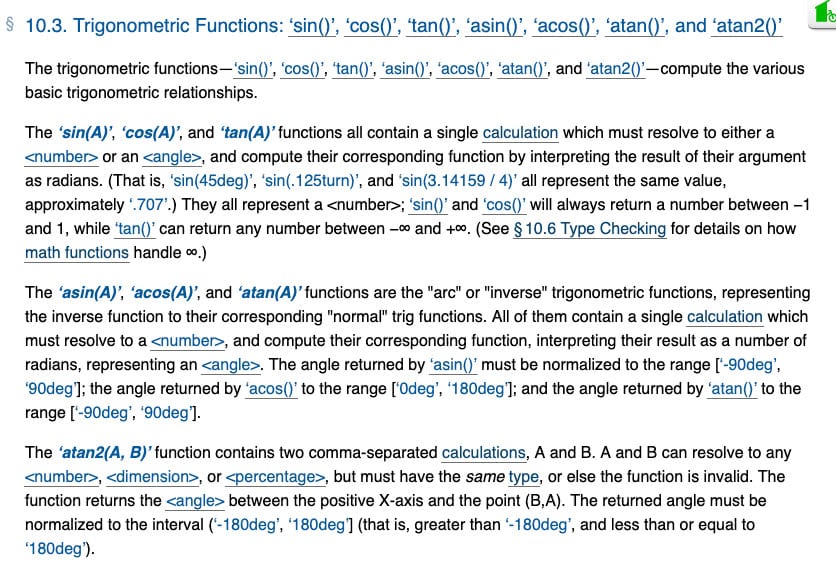 § 10.3. Trigonometric Functions: ‘sin()’, ‘cos()’, ‘tan()’, ‘asin()’, ‘acos()’, ‘atan()’, and ‘atan2()’
The trigonometric functions—‘sin()’, ‘cos()’, ‘tan()’, ‘asin()’, ‘acos()’, ‘atan()’, and ‘atan2()’—compute the various
basic trigonometric relationships.
The ‘sin(A)’, ‘cos(A)’, and ‘tan(A)’ functions all contain a single calculation which must resolve to either a
<number> or an <angle>, and compute their corresponding function by interpreting the result of their argument
as radians. (That is, ‘sin(45deg)’, ‘sin(.125turn)’, and ‘sin(3.14159 / 4)’ all represent the same value,
approximately ‘.707’.) They all represent a <number>; ‘sin()’ and ‘cos()’ will always return a number between −1
and 1, while ‘tan()’ can return any number between −∞ and +∞. (See § 10.6 Type Checking for details on how
math functions handle ∞.)
The ‘asin(A)’, ‘acos(A)’, and ‘atan(A)’ functions are the "arc" or "inverse" trigonometric functions, representing
the inverse function to their corresponding "normal" trig functions. All of them contain a single calculation which
must resolve to a <number>, and compute their corresponding function, interpreting their result as a number of
radians, representing an <angle>. The angle returned by ‘asin()’ must be normalized to the range [‘-90deg’,
‘90deg’]; the angle returned by ‘acos()’ to the range [‘0deg’, ‘180deg’]; and the angle returned by ‘atan()’ to the
range [‘-90deg’, ‘90deg’].
The ‘atan2(A, B)’ function contains two comma-separated calculations, A and B. A and B can resolve to any
<number>, <dimension>, or <percentage>, but must have the same type, or else the function is invalid. The
function returns the <angle> between the positive X-axis and the point (B,A). The returned angle must be
normalized to the interval (‘-180deg’, ‘180deg’] (that is, greater than ‘-180deg’, and less than or equal to
‘180deg’).